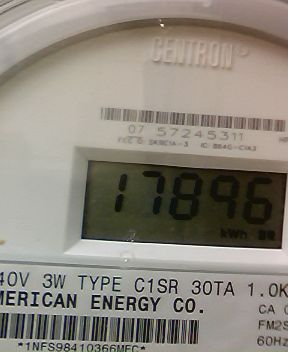 CENTRON®
07 57245311
17896
kWh
40V 3W TYPE C1SR 30TA 1.0K
MERICAN ENERGY CO.
CA
FM2S
60Hz
*1NFS98410366MFC*